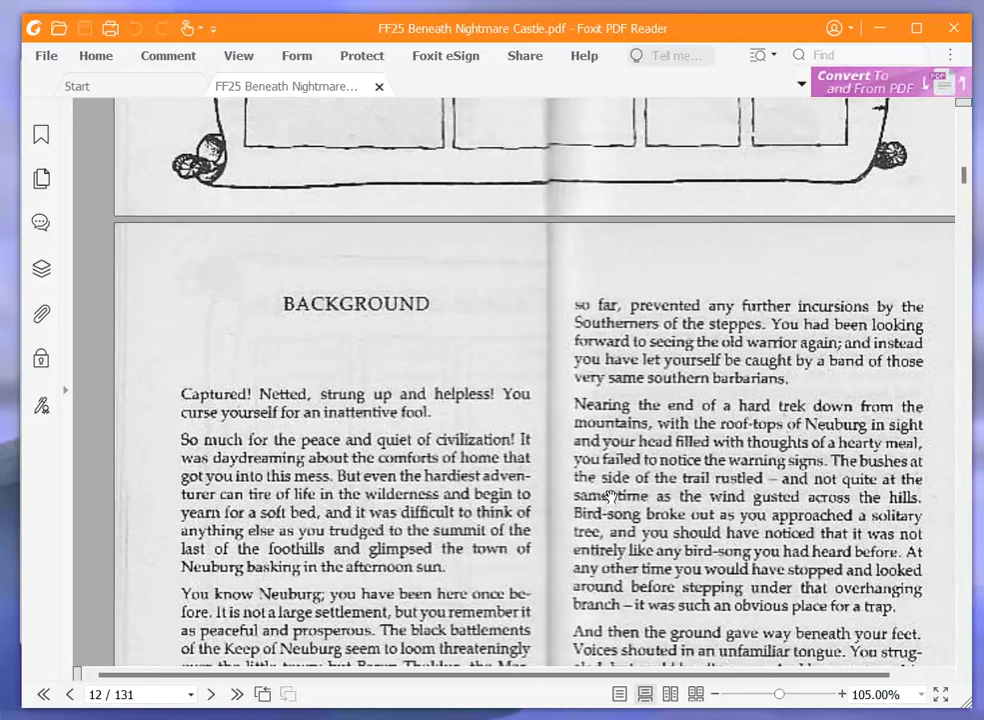 FF25 Beneath Nightmare Castle.pdf - Foxit PDF Reader
File Home Comment View Form Protect Foxit eSign Share Help Tell me... Find
Start FF25 Beneath Nightmare... Convert To and From PDF
PDF
BACKGROUND
Captured! Netted, strung up and helpless! You
curse yourself for an inattentive fool.
So much for the peace and quiet of civilization! It
was daydreaming about the comforts of home that
got you into this mess. But even the hardiest adven-
turer can tire of life in the wilderness and begin to
yearn for a soft bed, and it was difficult to think of
anything else as you trudged to the summit of the
last of the foothills and glimpsed the town of
Neuburg basking in the afternoon sun.
You know Neuburg; you have been here once be-
fore. It is not a large settlement, but you remember it
as peaceful and prosperous. The black battlements
of the Keep of Neuburg seem to loom threateningly
over the little town; but Baron Tholdur, the Mar-
so far, prevented any further incursions by the
Southerners of the steppes. You had been looking
forward to seeing the old warrior again; and instead
you have let yourself be caught by a band of those
very same southern barbarians.
Nearing the end of a hard trek down from the
mountains, with the roof-tops of Neuburg in sight
and your head filled with thoughts of a hearty meal,
you failed to notice the warning signs. The bushes at
the side of the trail rustled – and not quite at the
same time as the wind gusted across the hills.
Bird-song broke out as you approached a solitary
tree, and you should have noticed that it was not
entirely like any bird-song you had heard before. At
any other time you would have stopped and looked
around before stepping under that overhanging
branch – it was such an obvious place for a trap.
And then the ground gave way beneath your feet.
Voices shouted in an unfamiliar tongue. You strug-
12 / 131 105.00%